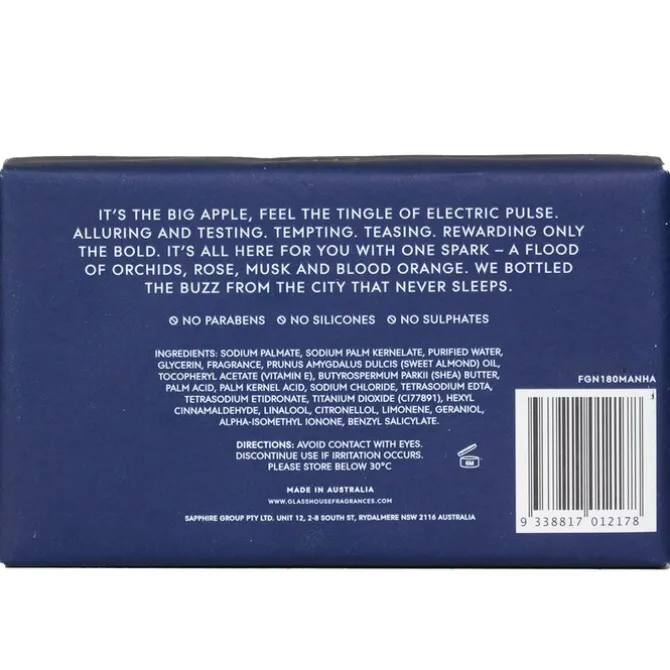 IT'S THE BIG APPLE, FEEL THE TINGLE OF ELECTRIC PULSE.
ALLURING AND TESTING. TEMPTING. TEASING. REWARDING ONLY
THE BOLD. IT'S ALL HERE FOR YOU WITH ONE SPARK – A FLOOD
OF ORCHIDS, ROSE, MUSK AND BLOOD ORANGE. WE BOTTLED
THE BUZZ FROM THE CITY THAT NEVER SLEEPS.
NO PARABENS NO SILICONES NO SULPHATES
INGREDIENTS: SODIUM PALMATE, SODIUM PALM KERNELATE, PURIFIED WATER,
GLYCERIN, FRAGRANCE, PRUNUS AMYGDALUS DULCIS (SWEET ALMOND) OIL,
TOCOPHERYL ACETATE (VITAMIN E), BUTYROSPERMUM PARKII (SHEA) BUTTER,
PALM ACID, PALM KERNEL ACID, SODIUM CHLORIDE, TETRASODIUM EDTA,
TETRASODIUM ETIDRONATE, TITANIUM DIOXIDE (CI77891), HEXYL
CINNAMALDEHYDE, LINALOOL, CITRONELLOL, LIMONENE, GERANIOL,
ALPHA-ISOMETHYL IONONE, BENZYL SALICYLATE.
FGN180MANHA
DIRECTIONS: AVOID CONTACT WITH EYES.
DISCONTINUE USE IF IRRITATION OCCURS.
PLEASE STORE BELOW 30°C
MADE IN AUSTRALIA
WWW.GLASSHOUSEFRAGRANCES.COM
SAPPHIRE GROUP PTY LTD. UNIT 12, 2-8 SOUTH ST, RYDALMERE NSW 2116 AUSTRALIA
9 338817 012178